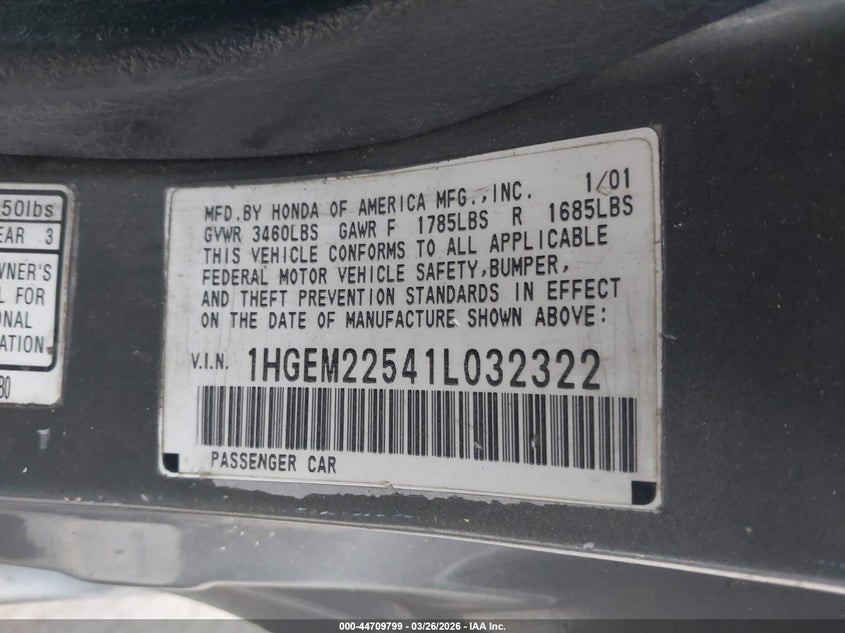 50lbs
EAR 3
WNER'S
L FOR
ONAL
ATION
80
MFD.BY HONDA OF AMERICA MFG.,INC. 1/01
GVWR 3460LBS GAWR F 1785LBS R 1685LBS
THIS VEHICLE CONFORMS TO ALL APPLICABLE
FEDERAL MOTOR VEHICLE SAFETY,BUMPER,
AND THEFT PREVENTION STANDARDS IN EFFECT
ON THE DATE OF MANUFACTURE SHOWN ABOVE:
V.I.N. 1HGEM22541L032322
PASSENGER CAR
000-44709799 — 03/26/2026 — IAA Inc.